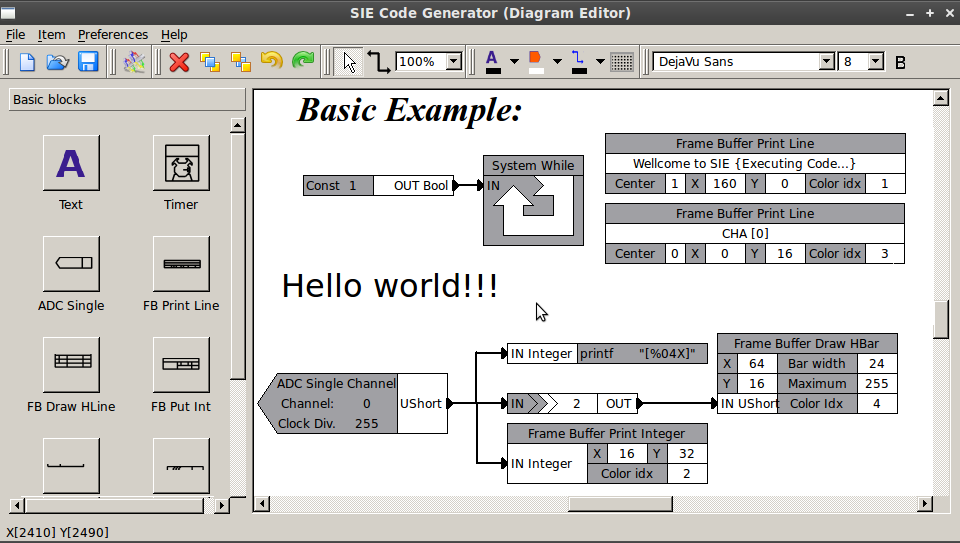 SIE Code Generator (Diagram Editor)
File Item Preferences Help
100% A DejaVu Sans 8 B
Basic blocks
A
Text Timer
ADC Single FB Print Line
FB Draw HLine FB Put Int
Basic Example:
Const 1 OUT Bool
System While
IN
Frame Buffer Print Line
Wellcome to SIE {Executing Code...}
Center 1 X 160 Y 0 Color idx 1
Frame Buffer Print Line
CHA [0]
Center 0 X 0 Y 16 Color idx 3
Hello world!!!
ADC Single Channel
Channel: 0 UShort
Clock Div. 255
IN Integer printf "[%04X]"
IN 2 OUT
Frame Buffer Print Integer
IN Integer X 16 Y 32
Color idx 2
Frame Buffer Draw HBar
X 64 Bar width 24
Y 16 Maximum 255
IN UShort Color Idx 4
X[2410] Y[2490]